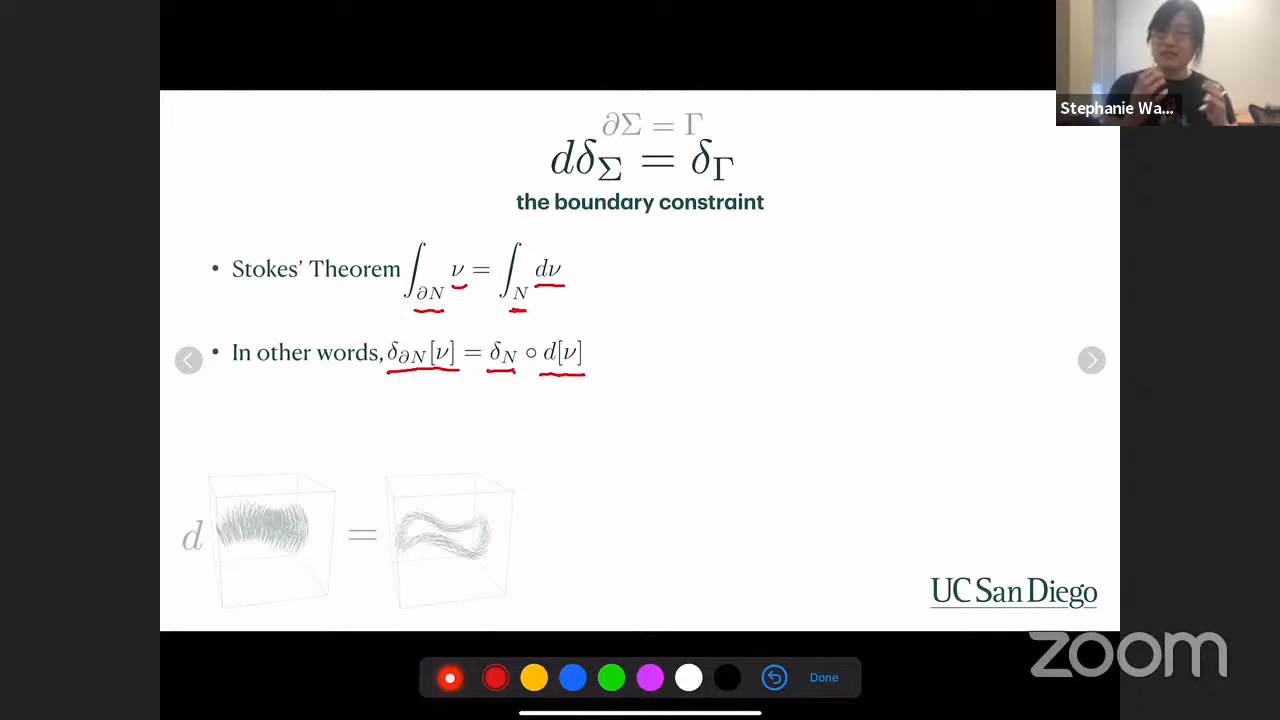 Stephanie Wa...
∂Σ = Γ
dδ_Σ = δ_Γ
the boundary constraint
• Stokes' Theorem ∫_{∂N} ν = ∫_N dν
• In other words, δ_{∂N}[ν] = δ_N ∘ d[ν]
d =
UC San Diego
zoom
Done